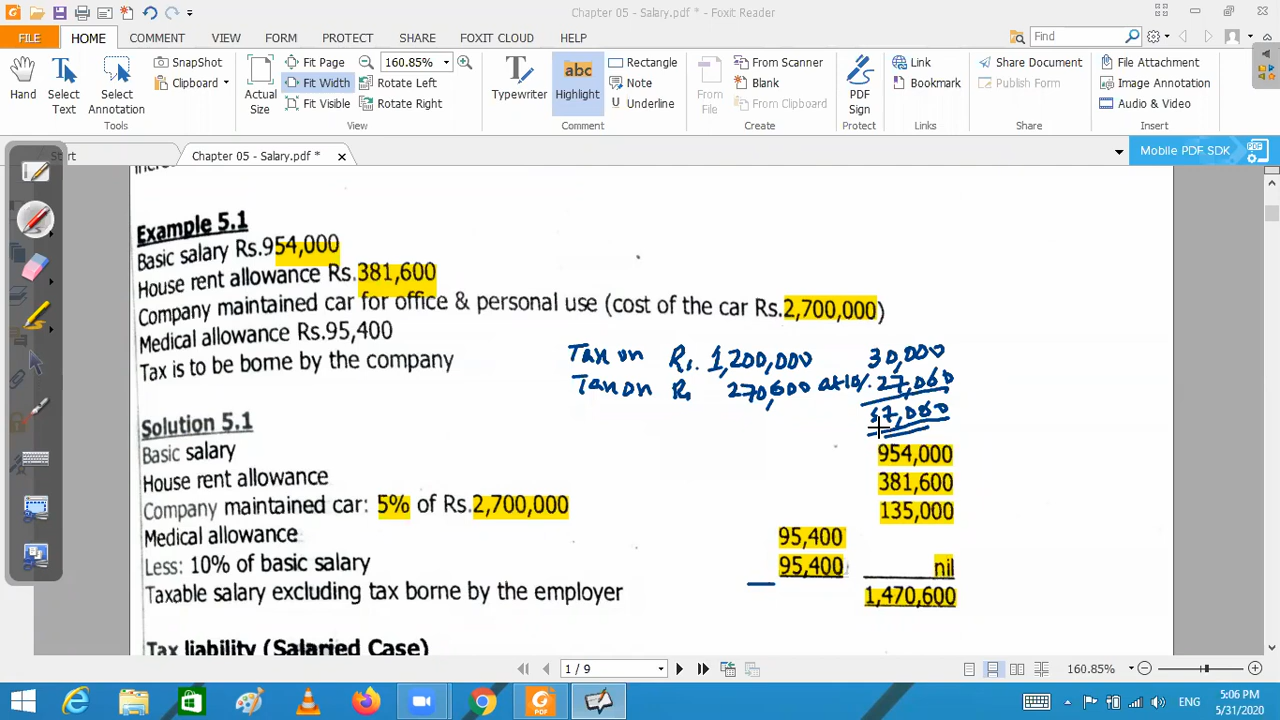 Chapter 05 - Salary.pdf * - Foxit Reader
FILE HOME COMMENT VIEW FORM PROTECT SHARE FOXIT CLOUD HELP Find
Hand
Select Text
Select Annotation
SnapShot
Clipboard
Tools
Actual Size
Fit Page
Fit Width
Fit Visible
160.85%
Rotate Left
Rotate Right
View
Typewriter
abc
Highlight
Rectangle
Note
Underline
Comment
From File
From Scanner
Blank
From Clipboard
Create
PDF Sign
Protect
Link
Bookmark
Links
Share Document
Publish Form
Share
File Attachment
Image Annotation
Audio & Video
Insert
Start Chapter 05 - Salary.pdf * Mobile PDF SDK PDF
Example 5.1
Basic salary Rs.954,000
House rent allowance Rs.381,600
Company maintained car for office & personal use (cost of the car Rs.2,700,000)
Medical allowance Rs.95,400
Tax is to be borne by the company
Tax on Rs. 1,200,000 30,000
Tax on Rs 270,600 at 10%. 27,060
57,060
Solution 5.1
Basic salary 954,000
House rent allowance 381,600
Company maintained car: 5% of Rs.2,700,000 135,000
Medical allowance 95,400
Less: 10% of basic salary 95,400 nil
Taxable salary excluding tax borne by the employer 1,470,600
Tax liability (Salaried Case)
1 / 9 160.85%
ENG 5:06 PM
5/31/2020